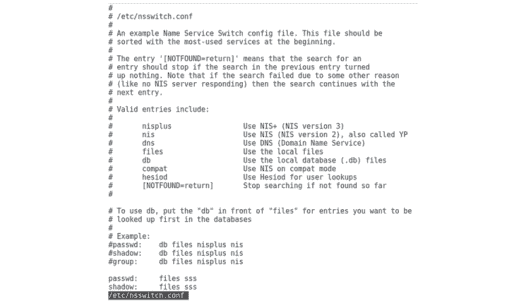 #
# /etc/nsswitch.conf
#
# An example Name Service Switch config file. This file should be
# sorted with the most-used services at the beginning.
#
# The entry '[NOTFOUND=return]' means that the search for an
# entry should stop if the search in the previous entry turned
# up nothing. Note that if the search failed due to some other reason
# (like no NIS server responding) then the search continues with the
# next entry.
#
# Valid entries include:
#
#       nisplus                 Use NIS+ (NIS version 3)
#       nis                     Use NIS (NIS version 2), also called YP
#       dns                     Use DNS (Domain Name Service)
#       files                   Use the local files
#       db                      Use the local database (.db) files
#       compat                  Use NIS on compat mode
#       hesiod                  Use Hesiod for user lookups
#       [NOTFOUND=return]       Stop searching if not found so far
#

# To use db, put the "db" in front of "files" for entries you want to be
# looked up first in the databases
#
# Example:
#passwd:    db files nisplus nis
#shadow:    db files nisplus nis
#group:     db files nisplus nis

passwd:     files sss
shadow:     files sss
/etc/nsswitch.conf